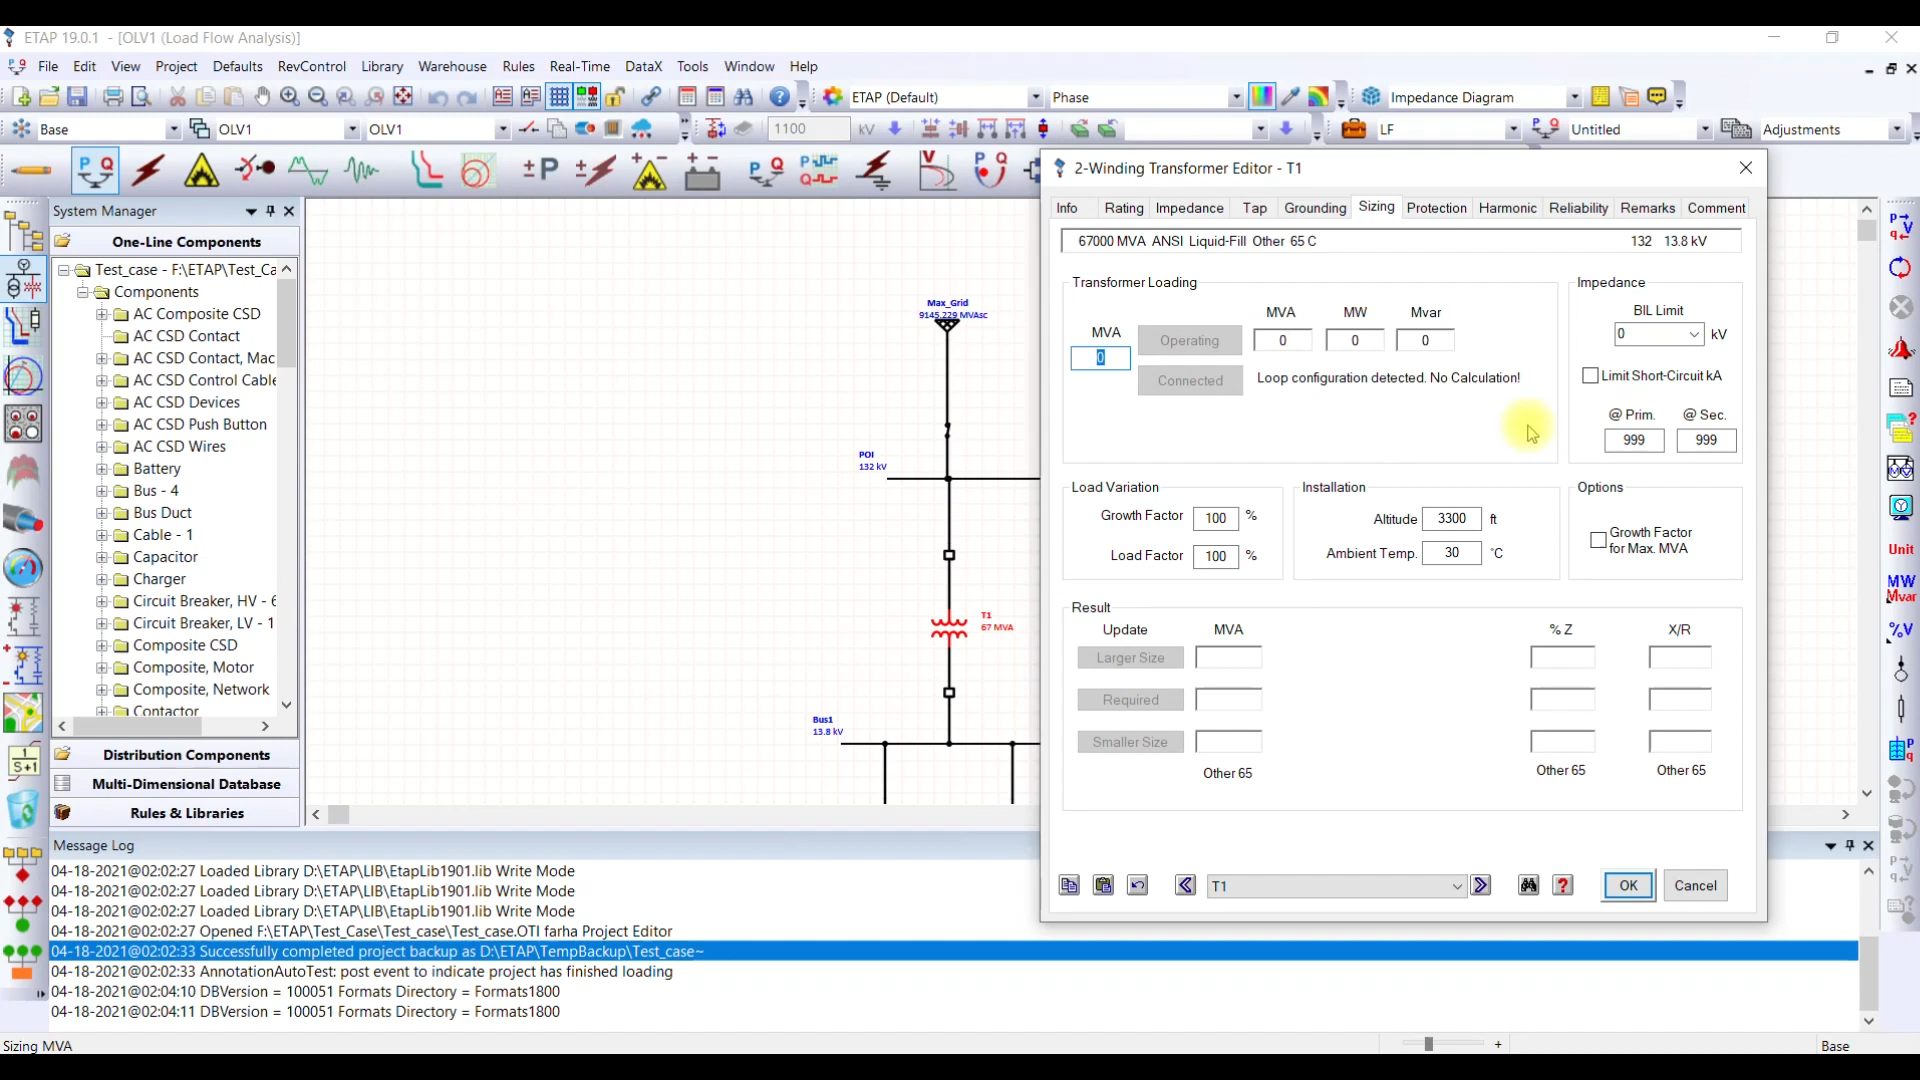 ETAP 19.0.1 - [OLV1 (Load Flow Analysis)]
File Edit View Project Defaults RevControl Library Warehouse Rules Real-Time DataX Tools Window Help
ETAP (Default) Phase Impedance Diagram
Base OLV1 OLV1 1100 kV LF Untitled Adjustments
System Manager
One-Line Components
Test_case - F:\ETAP\Test_Ca
Components
AC Composite CSD
AC CSD Contact
AC CSD Contact, Mac
AC CSD Control Cable
AC CSD Devices
AC CSD Push Button
AC CSD Wires
Battery
Bus - 4
Bus Duct
Cable - 1
Capacitor
Charger
Circuit Breaker, HV - 6
Circuit Breaker, LV - 1
Composite CSD
Composite, Motor
Composite, Network
Contactor
Distribution Components
Multi-Dimensional Database
Rules & Libraries
Max_Grid
9145.229 MVAsc
POI
132 kV
T1
67 MVA
Bus1
13.8 kV
2-Winding Transformer Editor - T1
Info Rating Impedance Tap Grounding Sizing Protection Harmonic Reliability Remarks Comment
67000 MVA ANSI Liquid-Fill Other 65 C 132 13.8 kV
Transformer Loading
MVA MW Mvar
MVA
0
Operating 0 0 0
Connected Loop configuration detected. No Calculation!
Impedance
BIL Limit
0 kV
Limit Short-Circuit kA
@ Prim. @ Sec.
999 999
Load Variation
Growth Factor 100 %
Load Factor 100 %
Installation
Altitude 3300 ft
Ambient Temp. 30 °C
Options
Growth Factor
for Max. MVA
Result
Update MVA % Z X/R
Larger Size
Required
Smaller Size
Other 65 Other 65 Other 65
T1
OK Cancel
Unit
MW
Mvar
%V
Message Log
04-18-2021@02:02:27 Loaded Library D:\ETAP\LIB\EtapLib1901.lib Write Mode
04-18-2021@02:02:27 Loaded Library D:\ETAP\LIB\EtapLib1901.lib Write Mode
04-18-2021@02:02:27 Loaded Library D:\ETAP\LIB\EtapLib1901.lib Write Mode
04-18-2021@02:02:27 Opened F:\ETAP\Test_Case\Test_case\Test_case.OTI farha Project Editor
04-18-2021@02:02:33 Successfully completed project backup as D:\ETAP\TempBackup\Test_case~
04-18-2021@02:02:33 AnnotationAutoTest: post event to indicate project has finished loading
04-18-2021@02:04:10 DBVersion = 100051 Formats Directory = Formats1800
04-18-2021@02:04:11 DBVersion = 100051 Formats Directory = Formats1800
Sizing MVA
Base